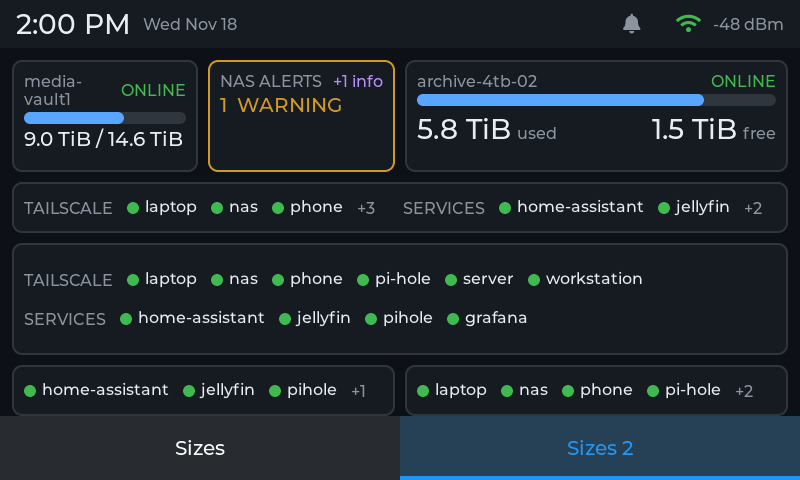 2:00 PM Wed Nov 18 -48 dBm
media-
vault1 ONLINE
9.0 TiB / 14.6 TiB
NAS ALERTS +1 info
1 WARNING
archive-4tb-02 ONLINE
5.8 TiB used 1.5 TiB free
TAILSCALE laptop nas phone +3 SERVICES home-assistant jellyfin +2
TAILSCALE laptop nas phone pi-hole server workstation
SERVICES home-assistant jellyfin pihole grafana
home-assistant jellyfin pihole +1
laptop nas phone pi-hole +2
Sizes Sizes 2